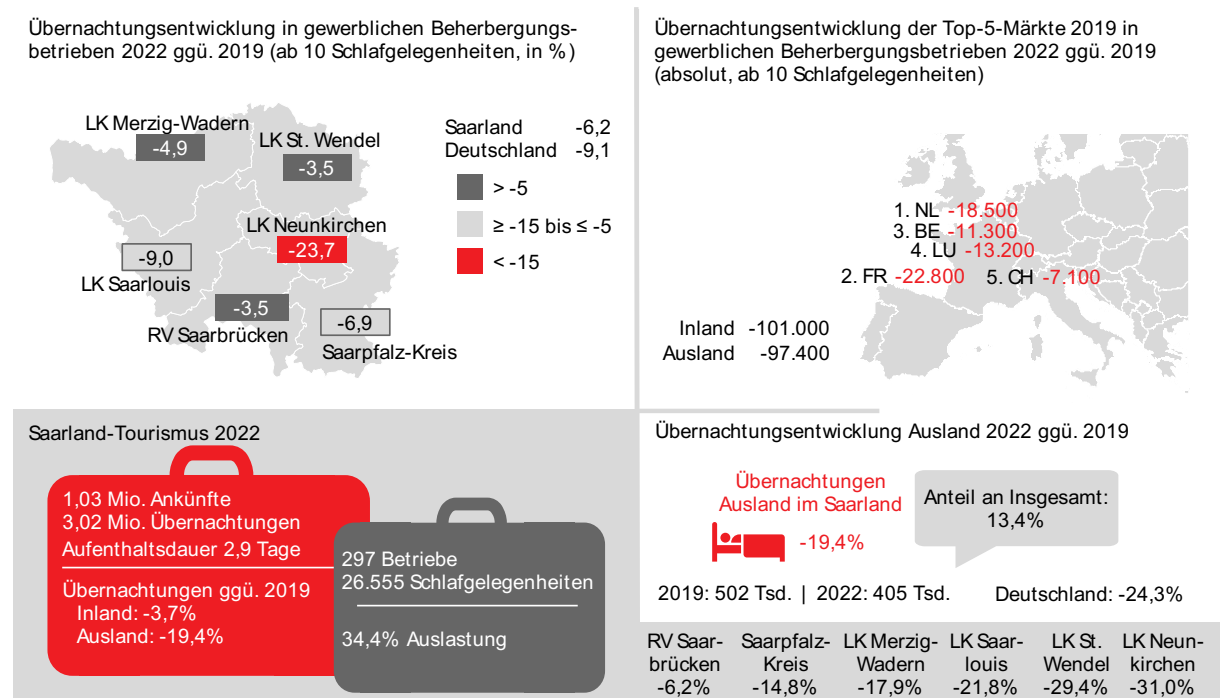 Übernachtungsentwicklung in gewerblichen Beherbergungs-
betrieben 2022 ggü. 2019 (ab 10 Schlafgelegenheiten, in %)
LK Merzig-Wadern
-4,9
LK St. Wendel
-3,5
LK Neunkirchen
-23,7
-9,0
LK Saarlouis
-3,5
RV Saarbrücken
-6,9
Saarpfalz-Kreis
Saarland -6,2
Deutschland -9,1
> -5
≥ -15 bis ≤ -5
< -15
Übernachtungsentwicklung der Top-5-Märkte 2019 in
gewerblichen Beherbergungsbetrieben 2022 ggü. 2019
(absolut, ab 10 Schlafgelegenheiten)
1. NL -18.500
3. BE -11.300
4. LU -13.200
2. FR -22.800 5. CH -7.100
Inland -101.000
Ausland -97.400
Saarland-Tourismus 2022
1,03 Mio. Ankünfte
3,02 Mio. Übernachtungen
Aufenthaltsdauer 2,9 Tage
Übernachtungen ggü. 2019
Inland: -3,7%
Ausland: -19,4%
297 Betriebe
26.555 Schlafgelegenheiten
34,4% Auslastung
Übernachtungsentwicklung Ausland 2022 ggü. 2019
Übernachtungen
Ausland im Saarland
-19,4%
Anteil an Insgesamt:
13,4%
2019: 502 Tsd. | 2022: 405 Tsd. Deutschland: -24,3%
RV Saar- Saarpfalz- LK Merzig- LK Saar- LK St. LK Neun-
brücken Kreis Wadern louis Wendel kirchen
-6,2% -14,8% -17,9% -21,8% -29,4% -31,0%